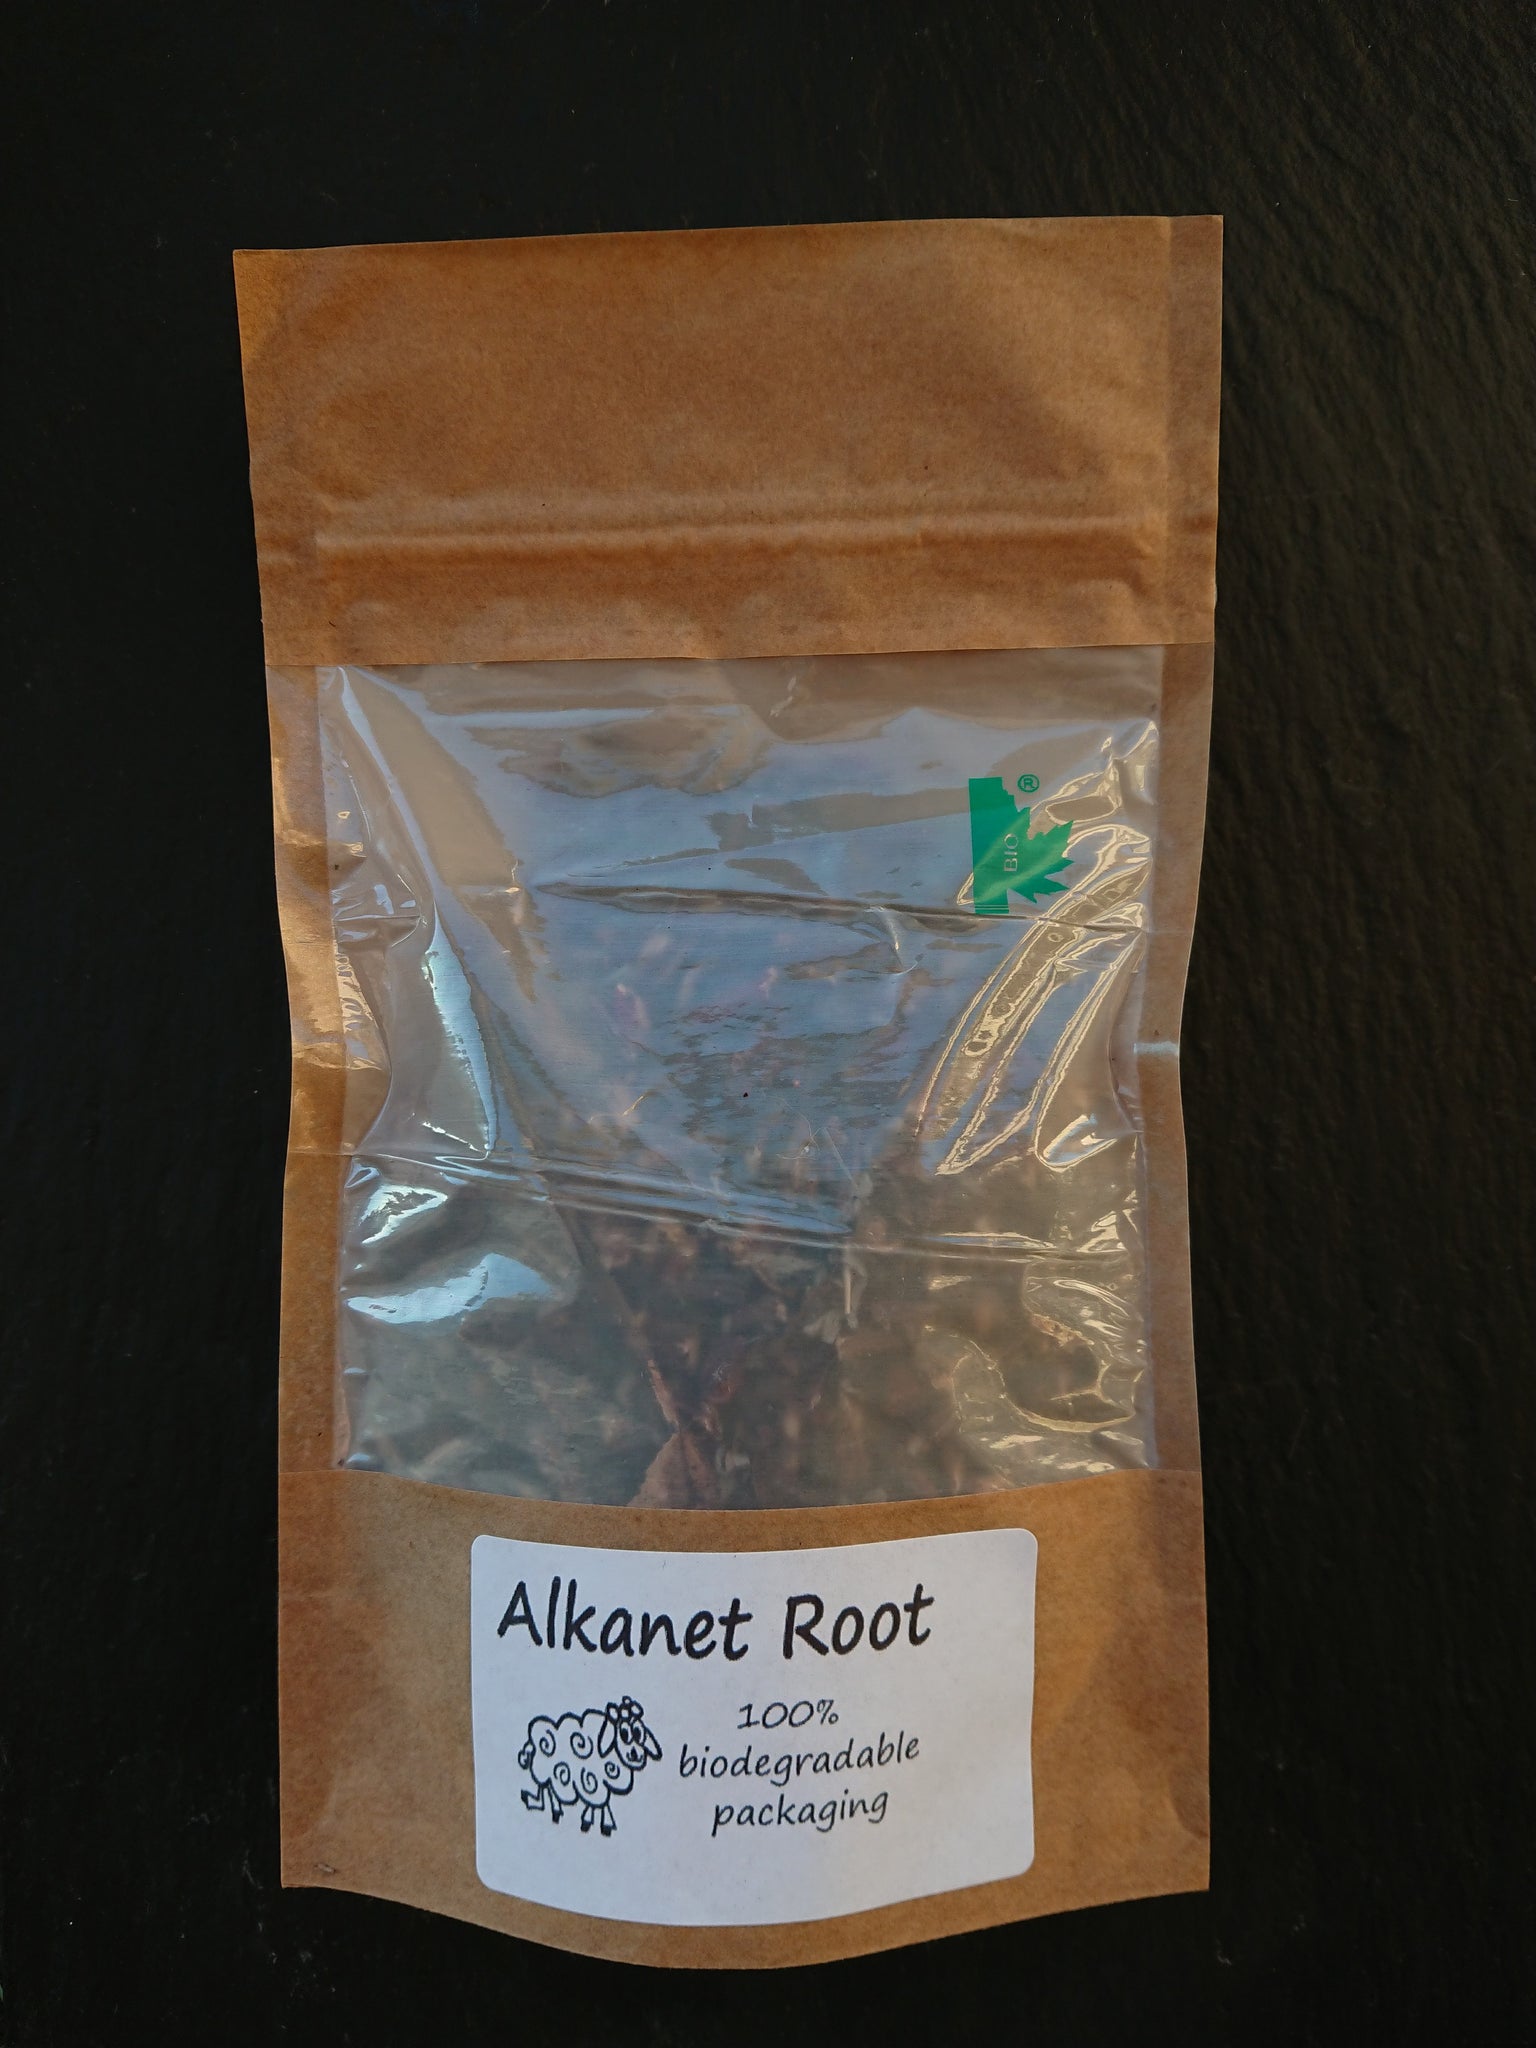 ®
BIO
Alkanet Root
100%
biodegradable
packaging